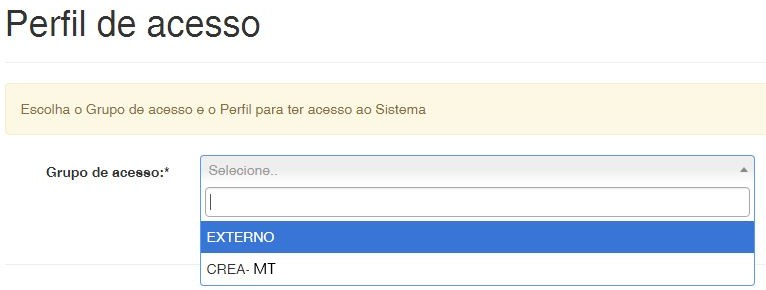 Perfil de acesso
Escolha o Grupo de acesso e o Perfil para ter acesso ao Sistema
Grupo de acesso:*
Selecione..
EXTERNO
CREA- MT